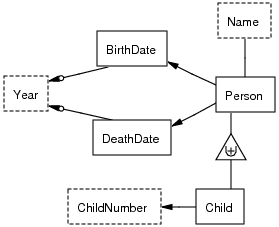 Name
BirthDate
Year
Person
DeathDate
ChildNumber
Child